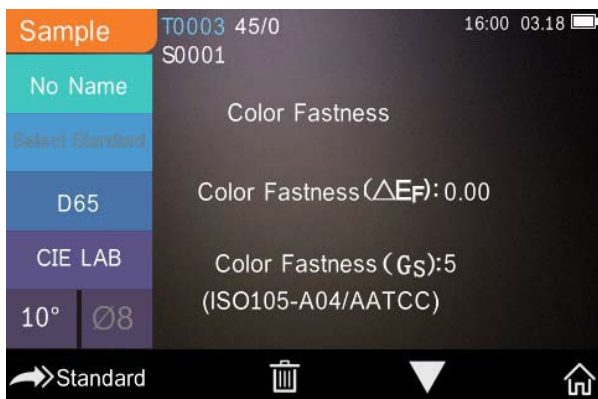 Sample
T0003 45/0
16:00 03.18
S0001
No Name
Select Standard
D65
CIE LAB
10° Ø8
Color Fastness
Color Fastness(△EF):0.00
Color Fastness(GS):5
(ISO105-A04/AATCC)
Standard